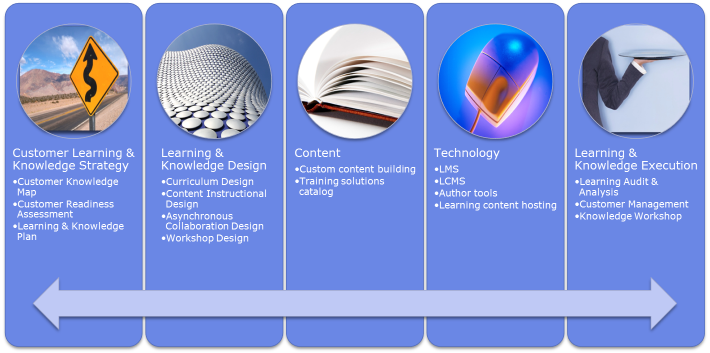 Customer Learning &
Knowledge Strategy
•Customer Knowledge
Map
•Customer Readiness
Assessment
•Learning & Knowledge
Plan
Learning &
Knowledge Design
•Curriculum Design
•Content Instructional
Design
•Asynchronous
Collaboration Design
•Workshop Design
Content
•Custom content building
•Training solutions
catalog
Technology
•LMS
•LCMS
•Author tools
•Learning content hosting
Learning &
Knowledge Execution
•Learning Audit &
Analysis
•Customer Management
•Knowledge Workshop